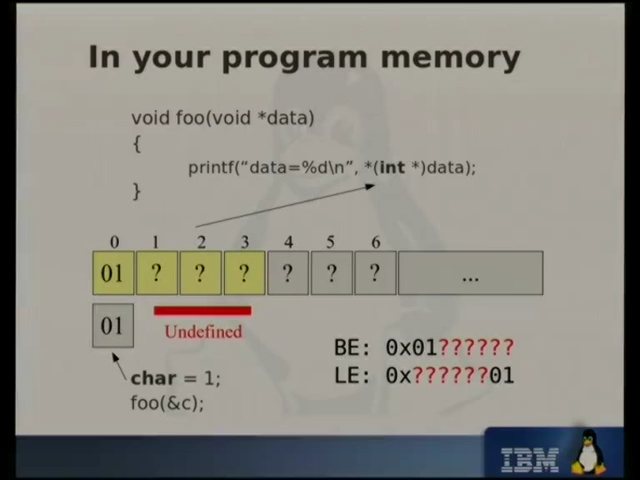 In your program memory
void foo(void *data)
{
printf(“data=%d\n”, *(int *)data);
}
0 1 2 3 4 5 6
01 ? ? ? ? ? ? ...
01
Undefined
BE: 0x01??????
LE: 0x??????01
char = 1;
foo(&c);
IBM